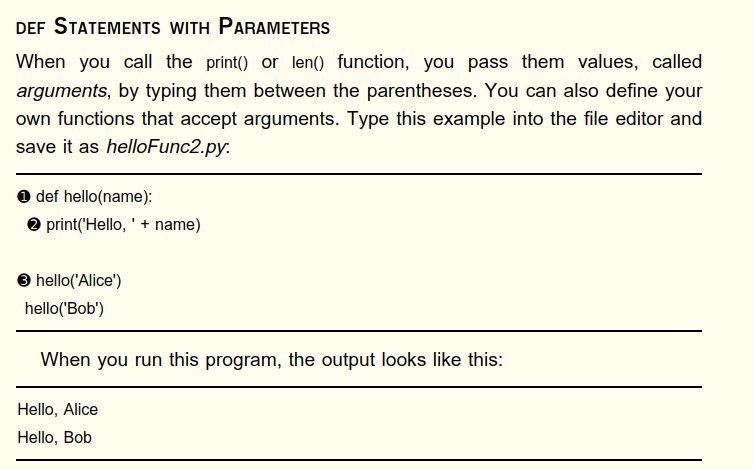 DEF STATEMENTS WITH PARAMETERS
When you call the print() or len() function, you pass them values, called
arguments, by typing them between the parentheses. You can also define your
own functions that accept arguments. Type this example into the file editor and
save it as helloFunc2.py:
❶ def hello(name):
❷ print('Hello, ' + name)
❸ hello('Alice')
hello('Bob')
When you run this program, the output looks like this:
Hello, Alice
Hello, Bob